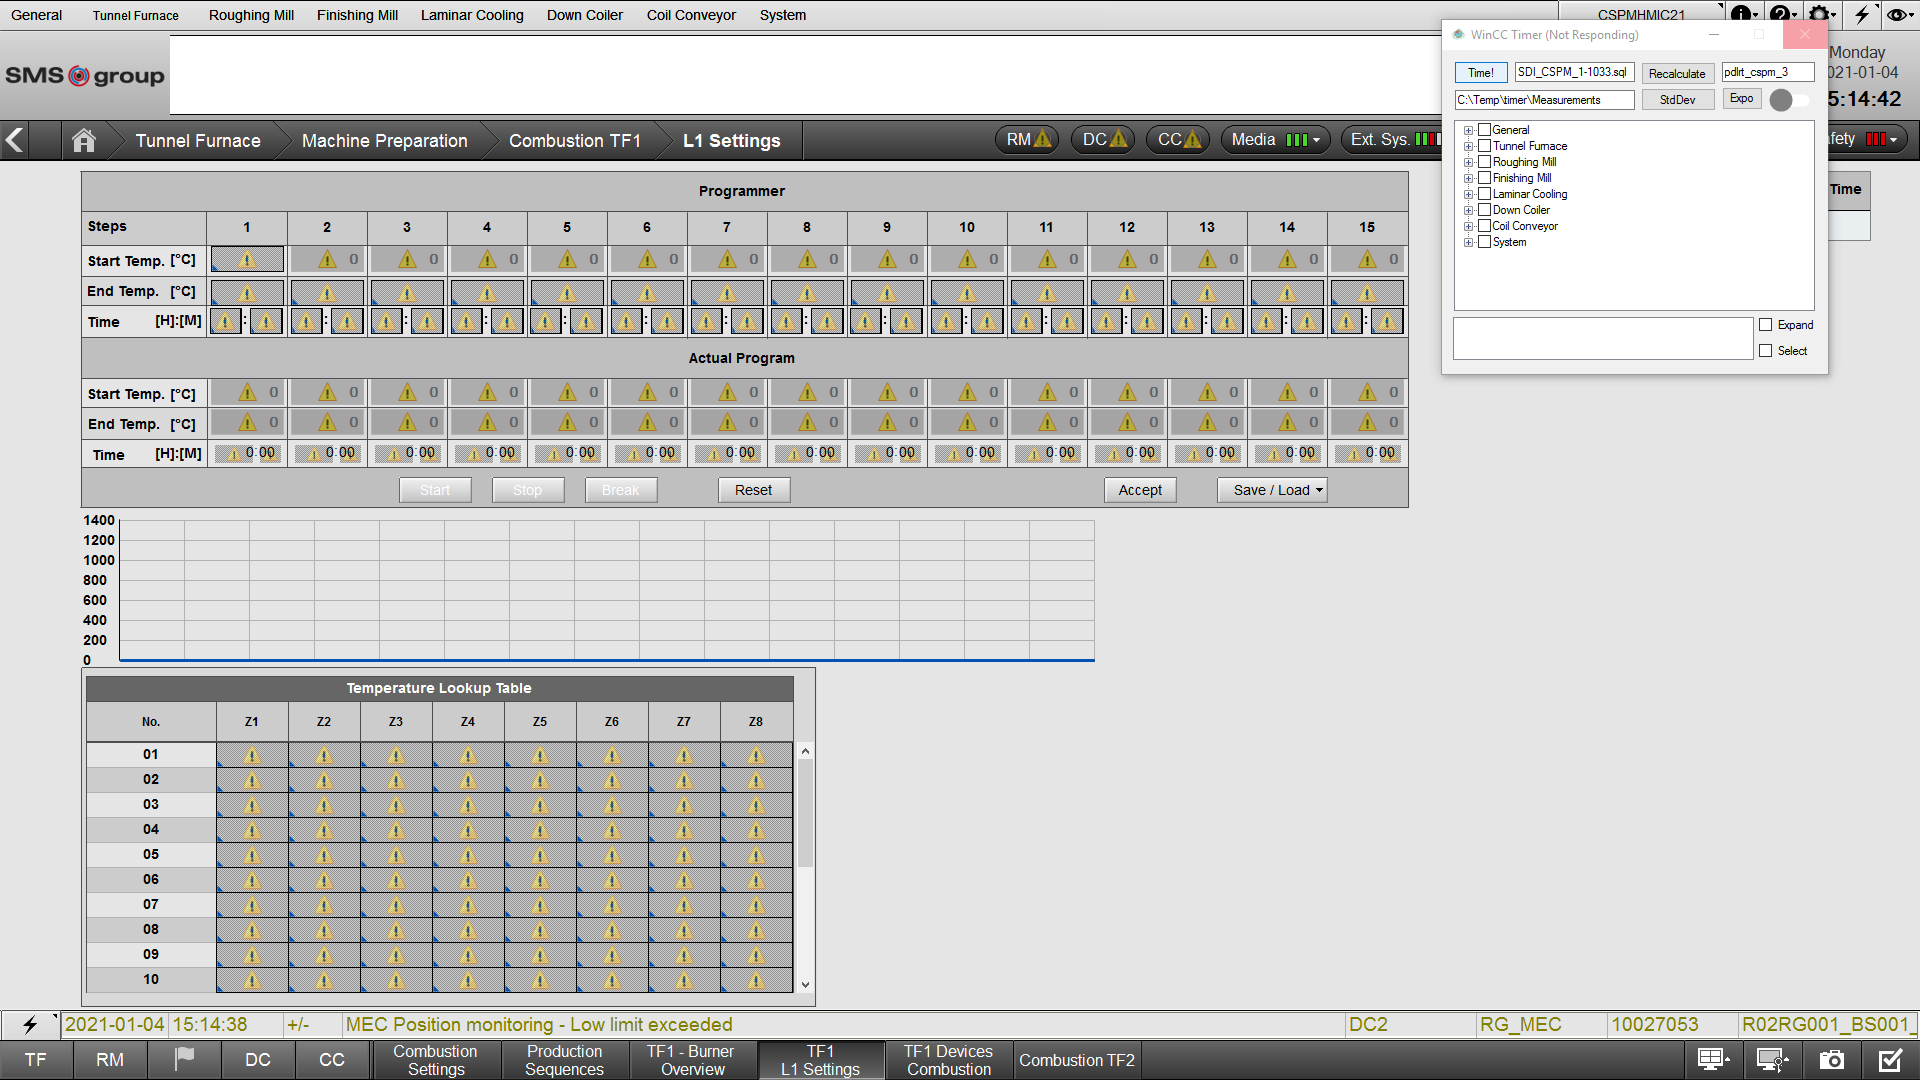 General Tunnel Furnace Roughing Mill Finishing Mill Laminar Cooling Down Coiler Coil Conveyor System CSPMHMIC21
WinCC Timer (Not Responding)
SMS group
Monday
021-01-04
5:14:42
Time! SDI_CSPM_1-1033.sql Recalculate pdlrt_cspm_3
C:\Temp\timer\Measurements StdDev Expo
General
Tunnel Furnace
Roughing Mill
Finishing Mill
Laminar Cooling
Down Coiler
Coil Conveyor
System
Expand
Select
Tunnel Furnace Machine Preparation Combustion TF1 L1 Settings RM DC CC Media Ext. Sys. fety
Time
Programmer
Steps 1 2 3 4 5 6 7 8 9 10 11 12 13 14 15
Start Temp. [°C] 0 0 0 0 0 0 0 0 0 0 0 0 0 0
End Temp. [°C]
Time [H]:[M] : : : : : : : : : : : : : : :
Actual Program
Start Temp. [°C] 0 0 0 0 0 0 0 0 0 0 0 0 0 0 0
End Temp. [°C] 0 0 0 0 0 0 0 0 0 0 0 0 0 0 0
Time [H]:[M] 0:00 0:00 0:00 0:00 0:00 0:00 0:00 0:00 0:00 0:00 0:00 0:00 0:00 0:00 0:00
Start Stop Break Reset Accept Save / Load
1400
1200
1000
800
600
400
200
0
Temperature Lookup Table
No. Z1 Z2 Z3 Z4 Z5 Z6 Z7 Z8
01
02
03
04
05
06
07
08
09
10
2021-01-04 15:14:38 +/- MEC Position monitoring - Low limit exceeded DC2 RG_MEC 10027053 R02RG001_BS001_
TF RM DC CC Combustion Settings Production Sequences TF1 - Burner Overview TF1 L1 Settings TF1 Devices Combustion Combustion TF2